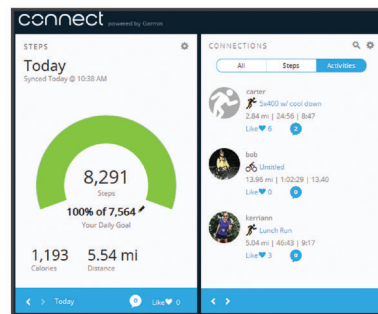 connect powered by Garmin
STEPS
Today
Synced Today @ 10:38 AM
8,291
Steps
100% of 7,564
Your Daily Goal
1,193
Calories
5.54 mi
Distance
Today
0
Like 0
CONNECTIONS
All
Steps
Activities
carter
5x400 w/ cool down
2.84 mi | 24:56 | 8:47
Like 6
2
bob
Untitled
13.96 mi | 1:02:29 | 13.40
Like 0
0
kerriann
Lunch Run
5.04 mi | 46:43 | 9:17
Like 3
0